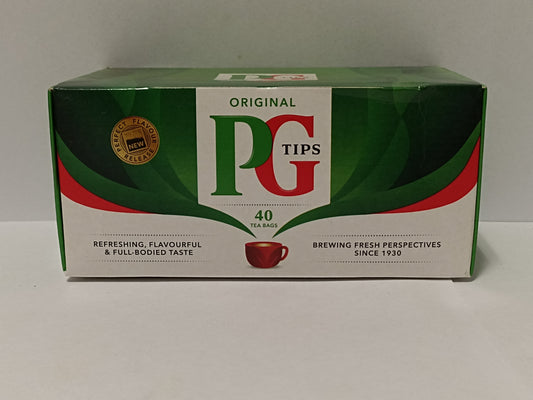 ORIGINAL
PG
TIPS
PERFECT FLAVOUR
NEW
RELEASE
40
TEA BAGS
REFRESHING, FLAVOURFUL
& FULL-BODIED TASTE
BREWING FRESH PERSPECTIVES
SINCE 1930